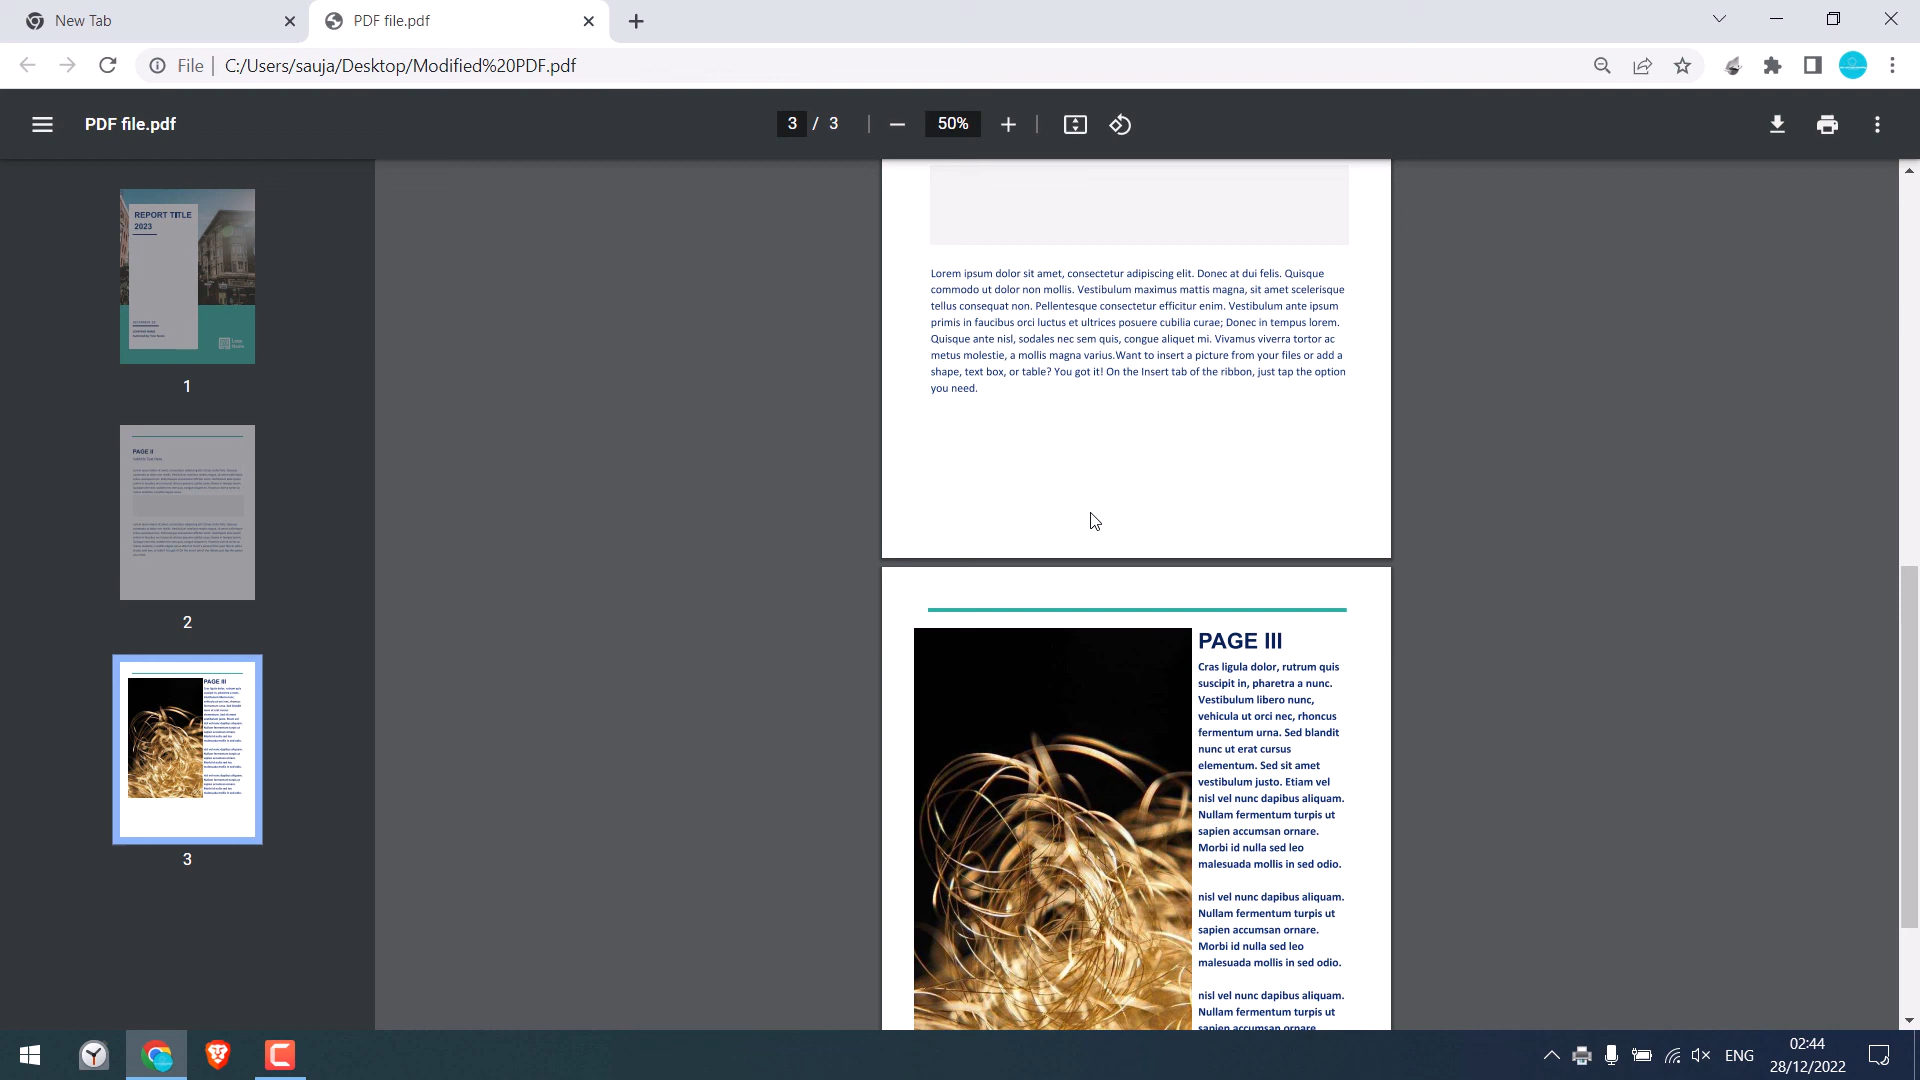 New Tab
PDF file.pdf
File | C:/Users/sauja/Desktop/Modified%20PDF.pdf
PDF file.pdf
3 / 3
50%
REPORT TITLE
2023
1
PAGE II
2
PAGE III
3
Lorem ipsum dolor sit amet, consectetur adipiscing elit. Donec at dui felis. Quisque
commodo ut dolor non mollis. Vestibulum maximus mattis magna, sit amet scelerisque
tellus consequat non. Pellentesque consectetur efficitur enim. Vestibulum ante ipsum
primis in faucibus orci luctus et ultrices posuere cubilia curae; Donec in tempus lorem.
Quisque ante nisl, sodales nec sem quis, congue aliquet mi. Vivamus viverra tortor ac
metus molestie, a mollis magna varius.Want to insert a picture from your files or add a
shape, text box, or table? You got it! On the Insert tab of the ribbon, just tap the option
you need.
PAGE III
Cras ligula dolor, rutrum quis
suscipit in, pharetra a nunc.
Vestibulum libero nunc,
vehicula ut orci nec, rhoncus
fermentum urna. Sed blandit
nunc ut erat cursus
elementum. Sed sit amet
vestibulum justo. Etiam vel
nisl vel nunc dapibus aliquam.
Nullam fermentum turpis ut
sapien accumsan ornare.
Morbi id nulla sed leo
malesuada mollis in sed odio.
nisl vel nunc dapibus aliquam.
Nullam fermentum turpis ut
sapien accumsan ornare.
Morbi id nulla sed leo
malesuada mollis in sed odio.
nisl vel nunc dapibus aliquam.
Nullam fermentum turpis ut
sapien accumsan ornare.
ENG
02:44
28/12/2022